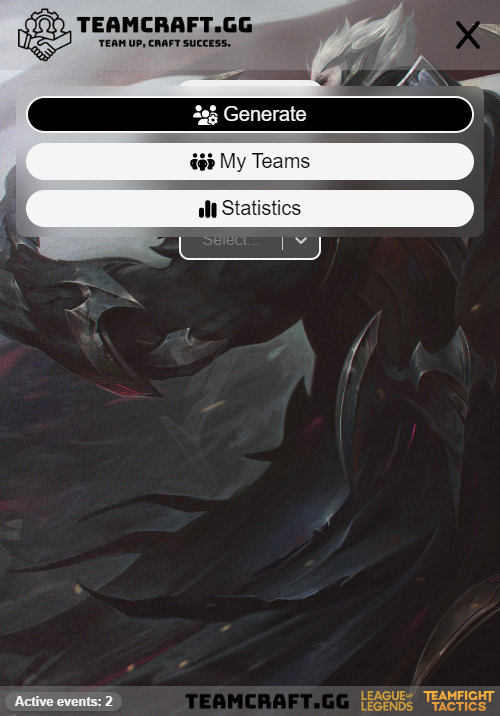 TEAMCRAFT.GG
TEAM UP, CRAFT SUCCESS.
Generate
My Teams
Statistics
Select...
Active events: 2
TEAMCRAFT.GG
LEAGUE OF
LEGENDS
TEAMFIGHT
TACTICS